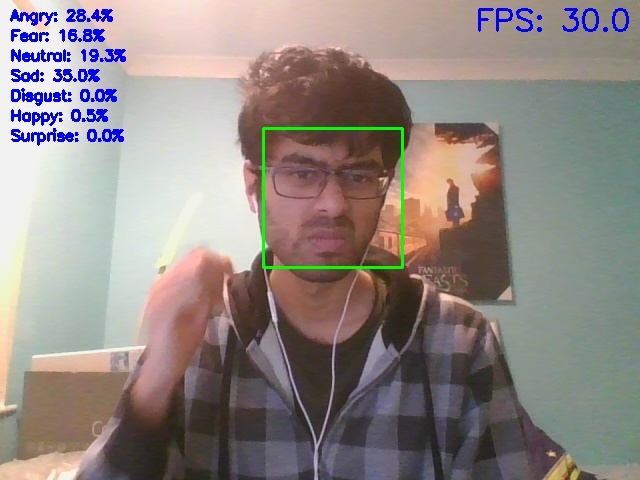 Angry: 28.4%
Fear: 16.8%
Neutral: 19.3%
Sad: 35.0%
Disgust: 0.0%
Happy: 0.5%
Surprise: 0.0%
FPS: 30.0
FANTASTIC
BEASTS